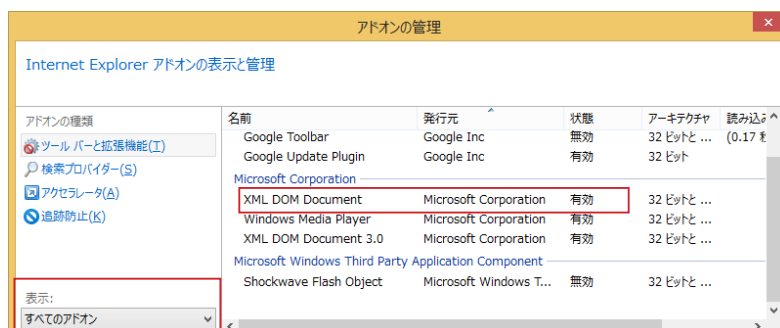 アドオンの管理
Internet Explorer アドオンの表示と管理
アドオンの種類
ツール バーと拡張機能(T)
検索プロバイダー(S)
アクセラレータ(A)
追跡防止(K)
表示:
すべてのアドオン
名前 発行元 状態 アーキテクチャ 読み込み
Google Toolbar Google Inc 無効 32 ビットと ... (0.17 秒
Google Update Plugin Google Inc 有効 32 ビット
Microsoft Corporation
XML DOM Document Microsoft Corporation 有効 32 ビットと ...
Windows Media Player Microsoft Corporation 有効 32 ビットと ...
XML DOM Document 3.0 Microsoft Corporation 有効 32 ビットと ...
Microsoft Windows Third Party Application Component
Shockwave Flash Object Microsoft Windows T... 無効 32 ビットと ...